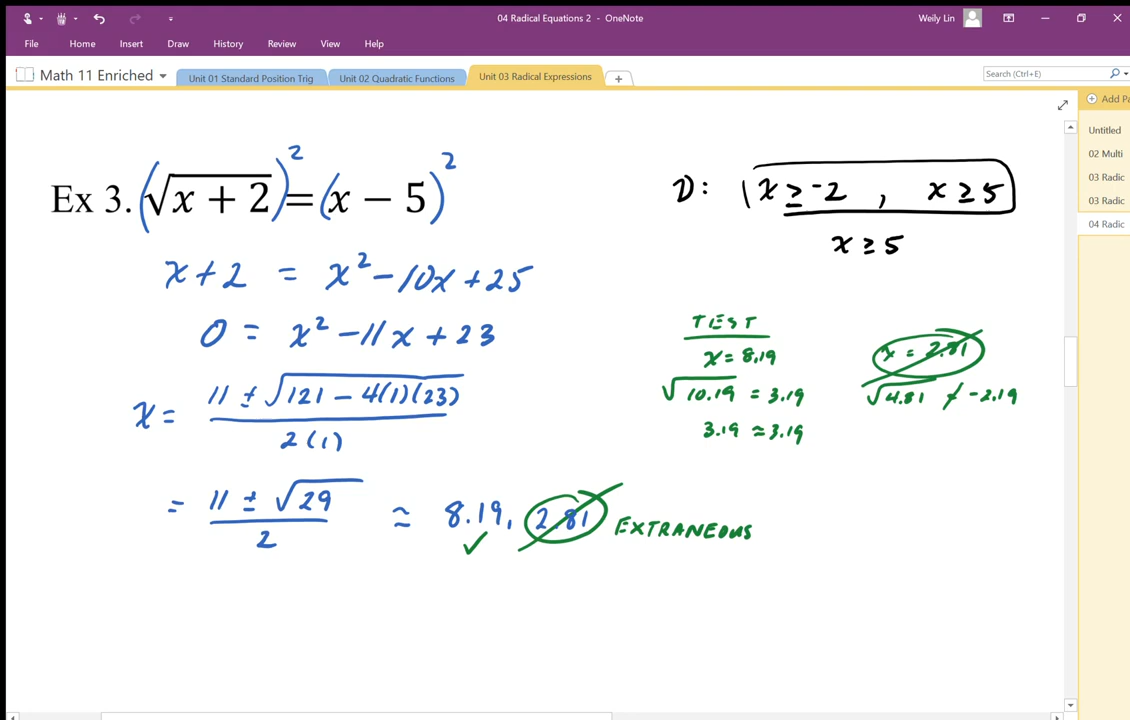 04 Radical Equations 2 - OneNote
Weily Lin
File Home Insert Draw History Review View Help
Math 11 Enriched
Unit 01 Standard Position Trig
Unit 02 Quadratic Functions
Unit 03 Radical Expressions
Search (Ctrl+E)
Add Pa
Untitled
02 Multi
03 Radic
03 Radic
04 Radic
Ex 3. (√(x + 2))² = (x − 5)²
x + 2 = x² − 10x + 25
0 = x² − 11x + 23
x = (11 ± √(121 − 4(1)(23))) / 2(1)
= (11 ± √29) / 2 ≈ 8.19, 2.81 EXTRANEOUS
✓
D: x ≥ -2 , x ≥ 5
x ≥ 5
TEST
x = 8.19
√10.19 = 3.19
3.19 ≈ 3.19
x = 2.81
√4.81 ≠ -2.19